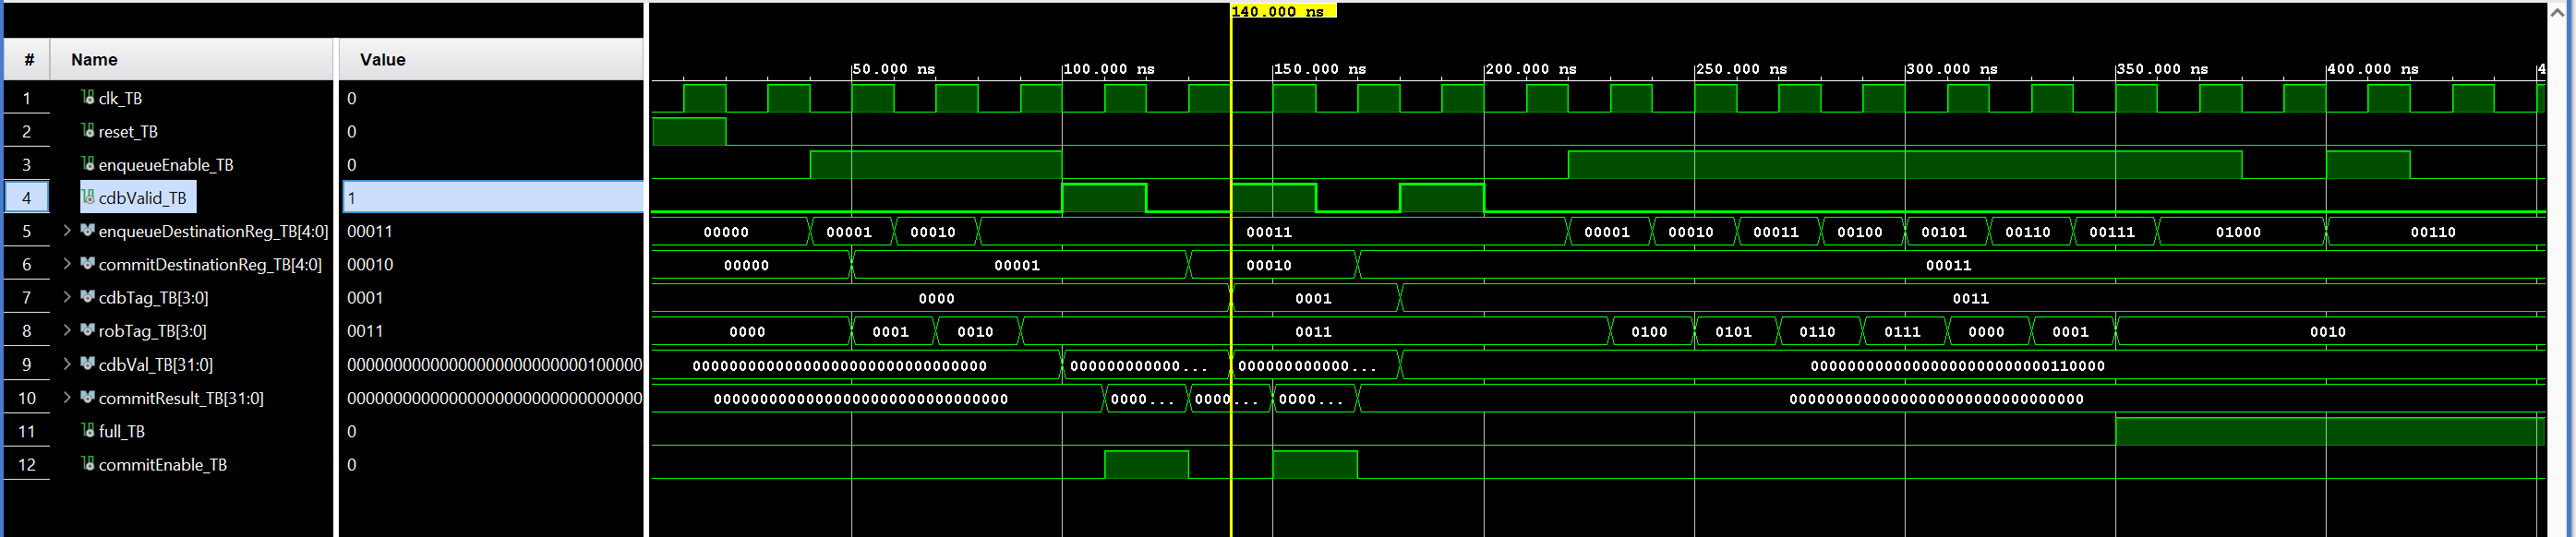 140.000 ns
# Name Value
50.000 ns 100.000 ns 150.000 ns 200.000 ns 250.000 ns 300.000 ns 350.000 ns 400.000 ns 4
1 clk_TB 0
2 reset_TB 0
3 enqueueEnable_TB 0
4 cdbValid_TB 1
5 enqueueDestinationReg_TB[4:0] 00011 00000 00001 00010 00011 00001 00010 00011 00100 00101 00110 00111 01000 00110
6 commitDestinationReg_TB[4:0] 00010 00000 00001 00010 00011
7 cdbTag_TB[3:0] 0001 0000 0001 0011
8 robTag_TB[3:0] 0011 0000 0001 0010 0011 0100 0101 0110 0111 0000 0001 0010
9 cdbVal_TB[31:0] 00000000000000000000000000100000 00000000000000000000000000000000 000000000000... 000000000000... 00000000000000000000000000110000
10 commitResult_TB[31:0] 00000000000000000000000000000000 00000000000000000000000000000000 0000... 0000... 0000... 00000000000000000000000000000000
11 full_TB 0
12 commitEnable_TB 0